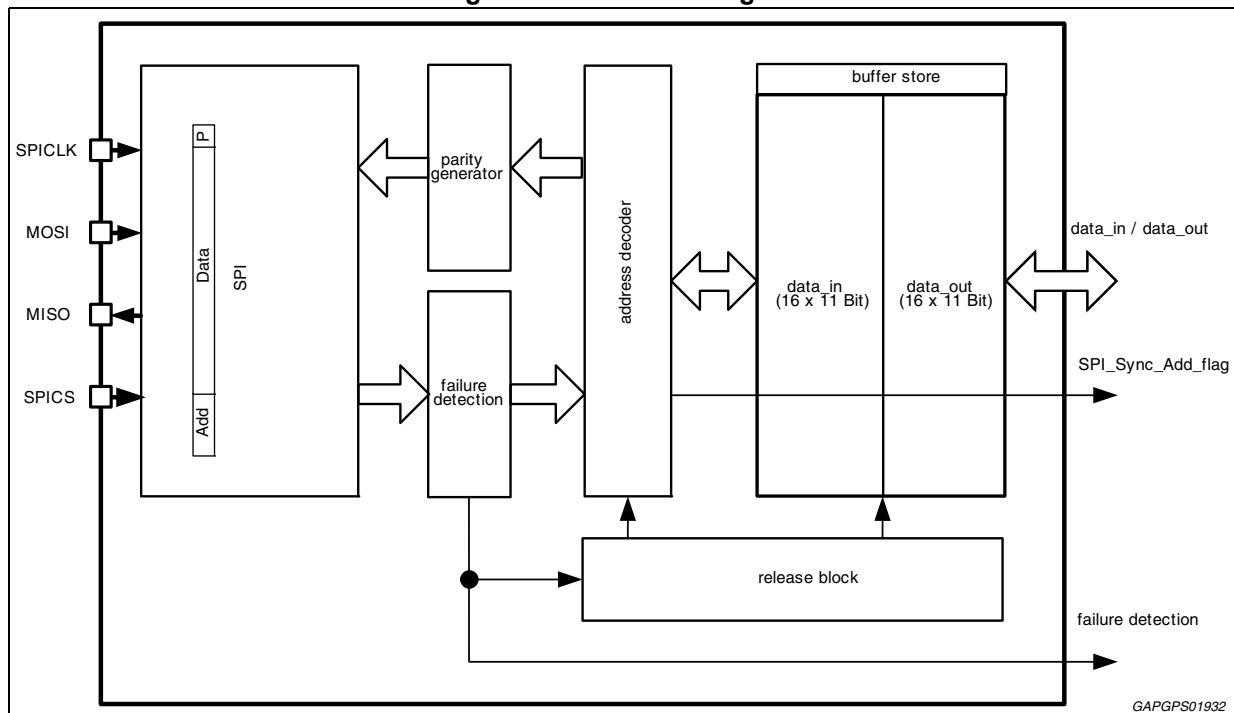 SPICLK
MOSI
MISO
SPICS
P
Data
Add
SPI
parity
generator
failure
detection
address decoder
buffer store
data_in
(16 x 11 Bit)
data_out
(16 x 11 Bit)
release block
data_in / data_out
SPI_Sync_Add_flag
failure detection
GAPGPS01932